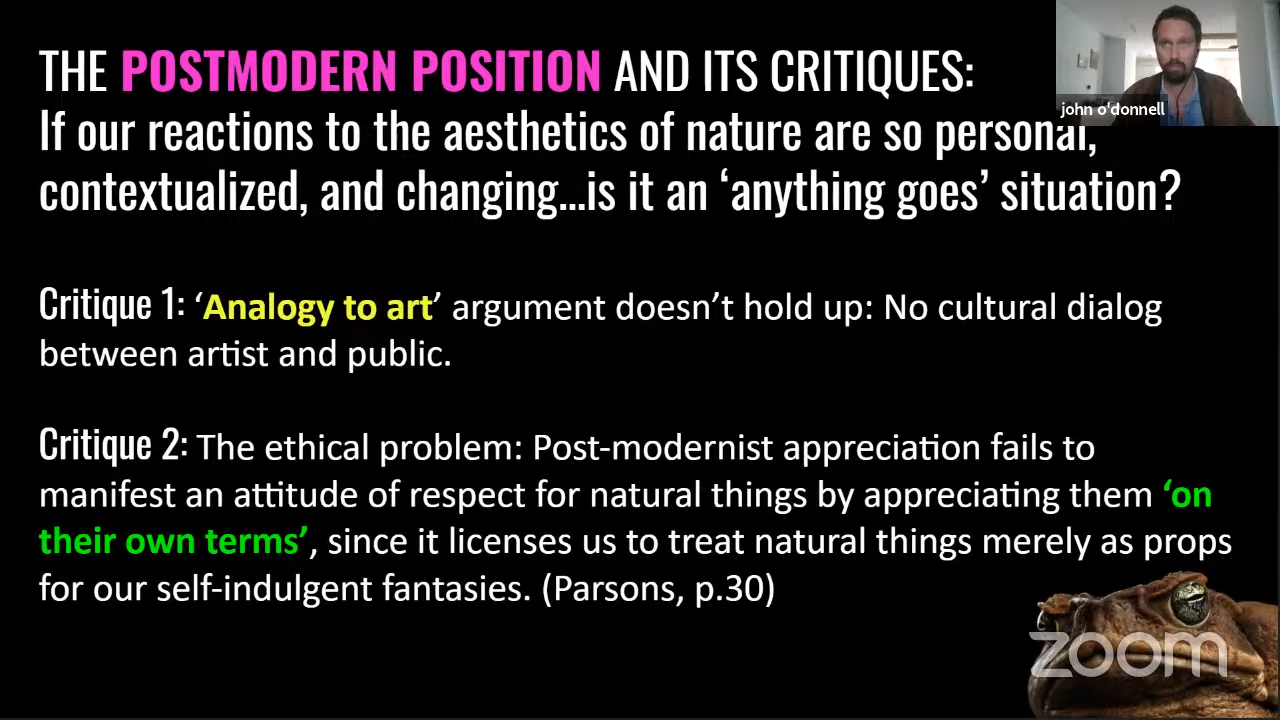 THE POSTMODERN POSITION AND ITS CRITIQUES:
john o'donnell
If our reactions to the aesthetics of nature are so personal,
contextualized, and changing...is it an ‘anything goes’ situation?
Critique 1: ‘Analogy to art’ argument doesn’t hold up: No cultural dialog
between artist and public.
Critique 2: The ethical problem: Post-modernist appreciation fails to
manifest an attitude of respect for natural things by appreciating them ‘on
their own terms’, since it licenses us to treat natural things merely as props
for our self-indulgent fantasies. (Parsons, p.30)
zoom